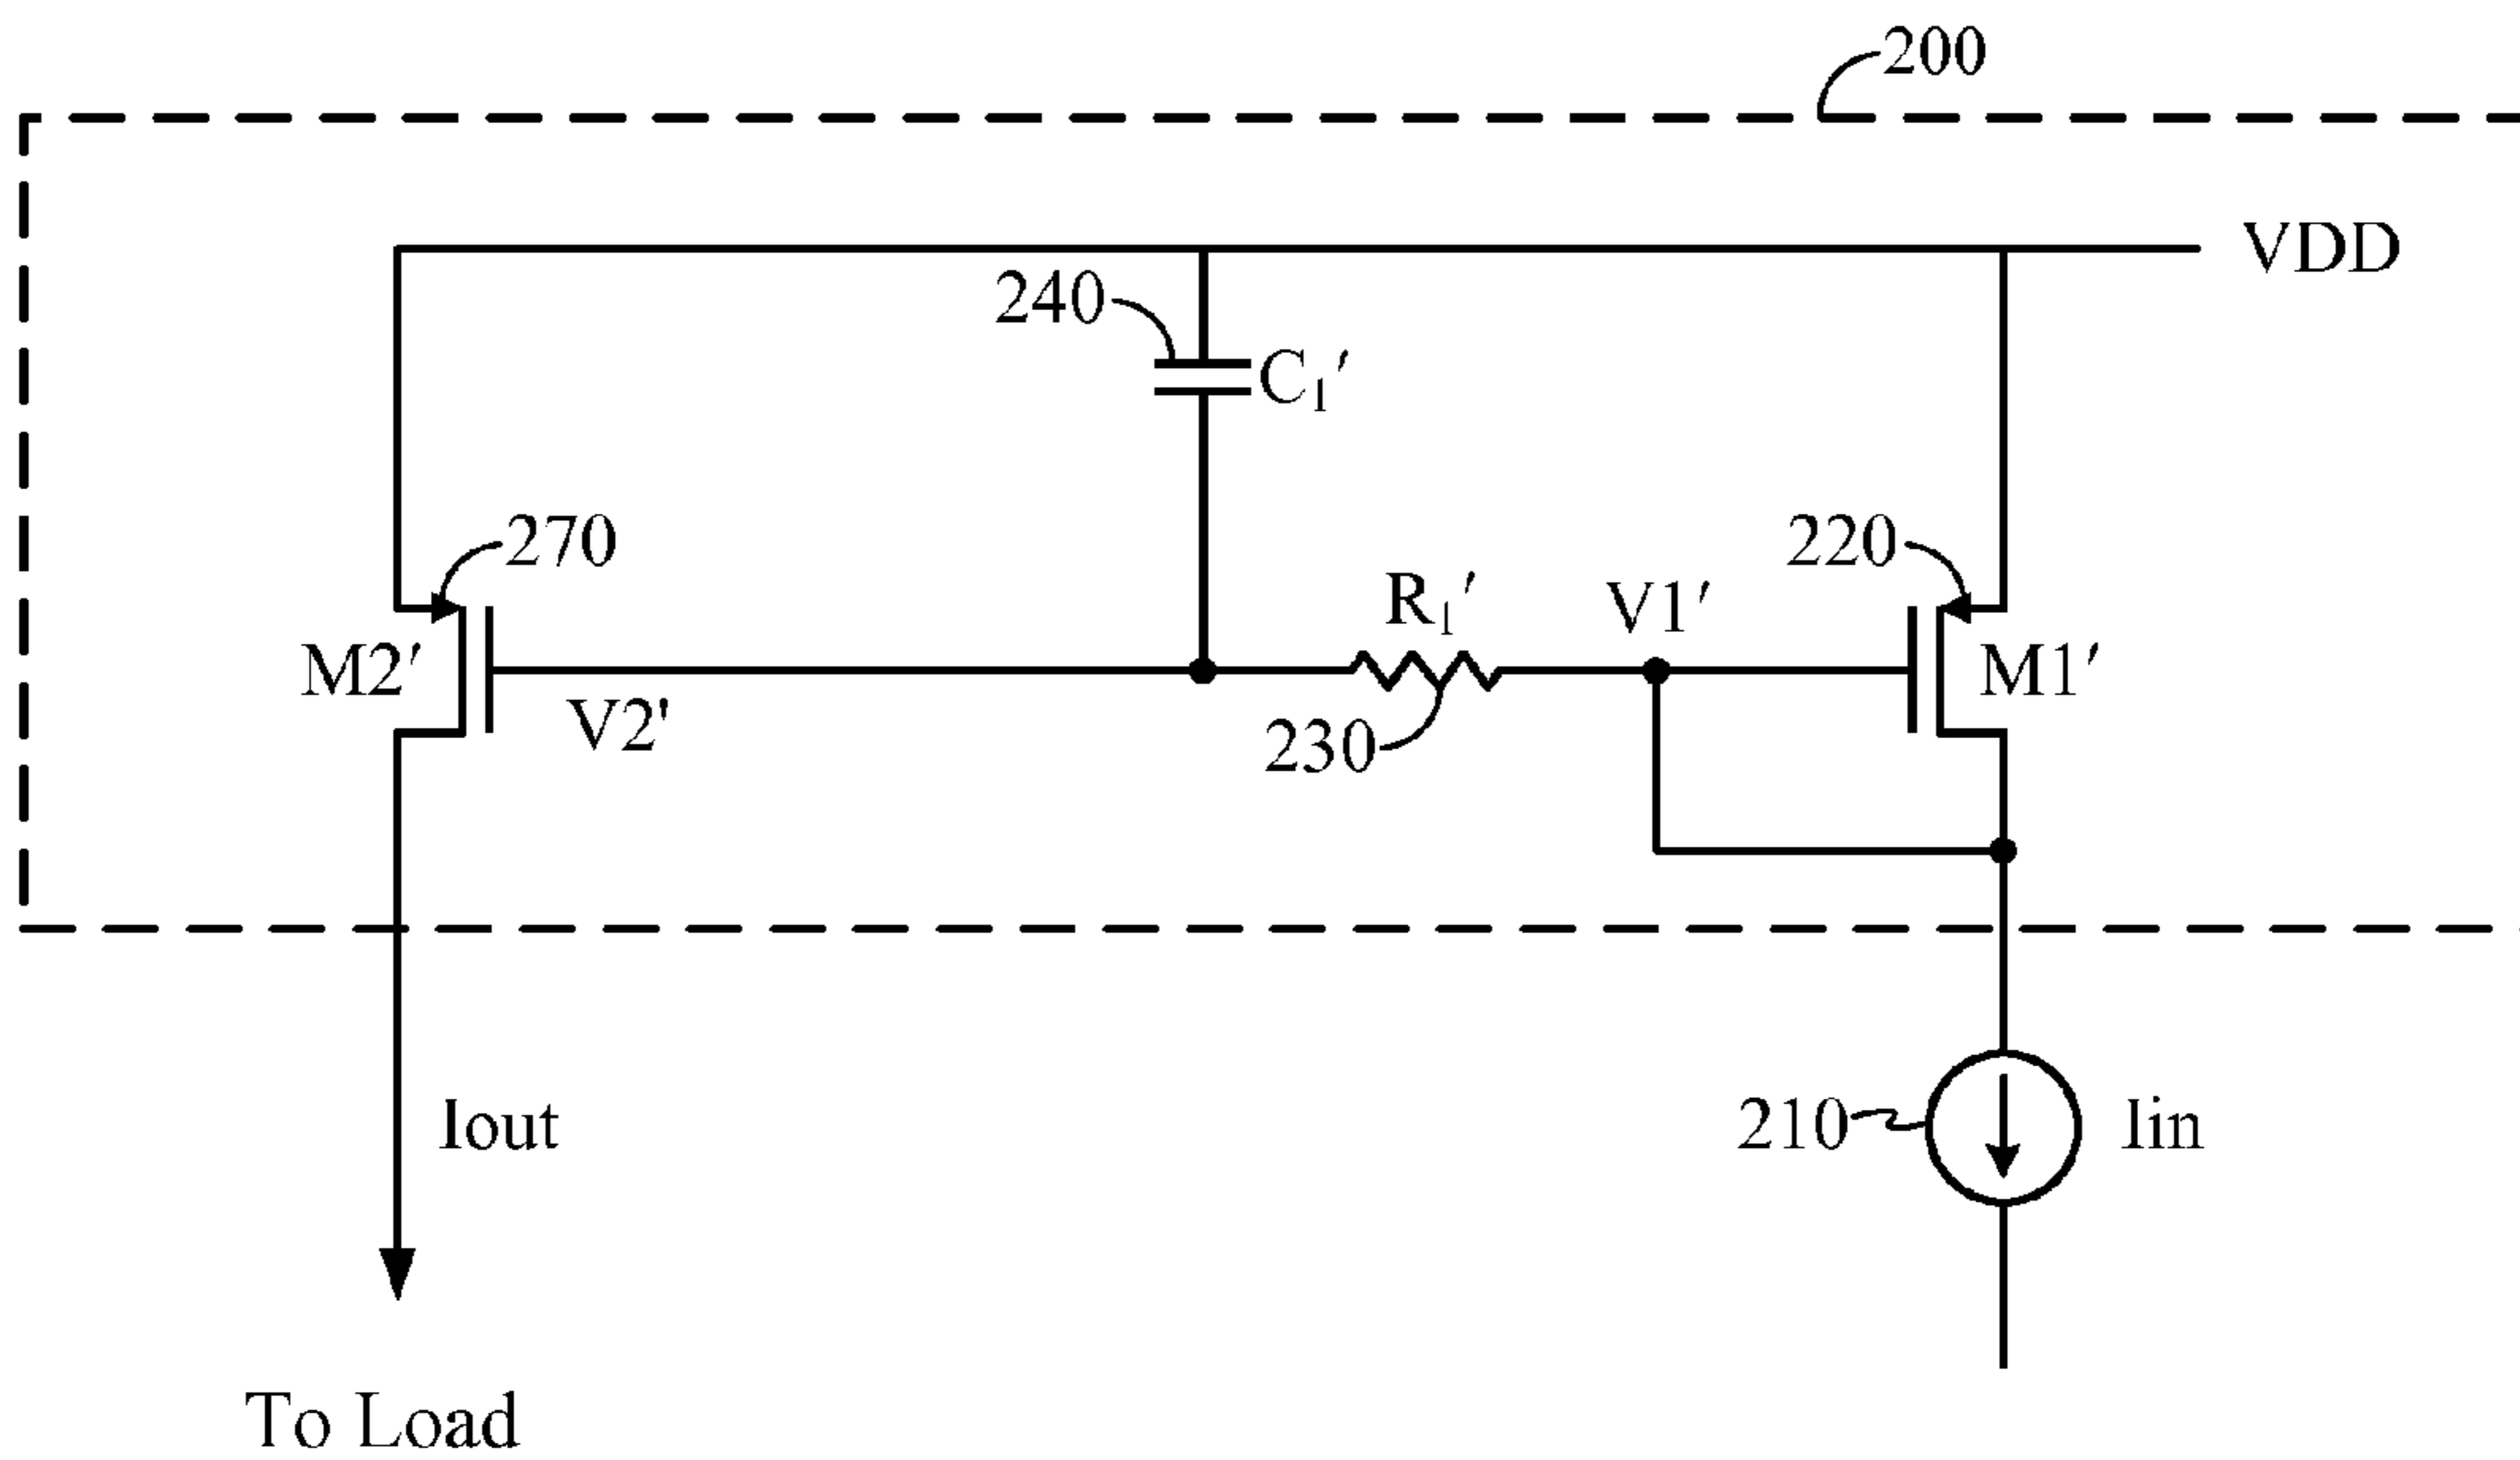 200
VDD
240
C₁′
270
220
R₁′
V1′
M2′
M1′
V2'
230
Iout
210
Iin
To Load